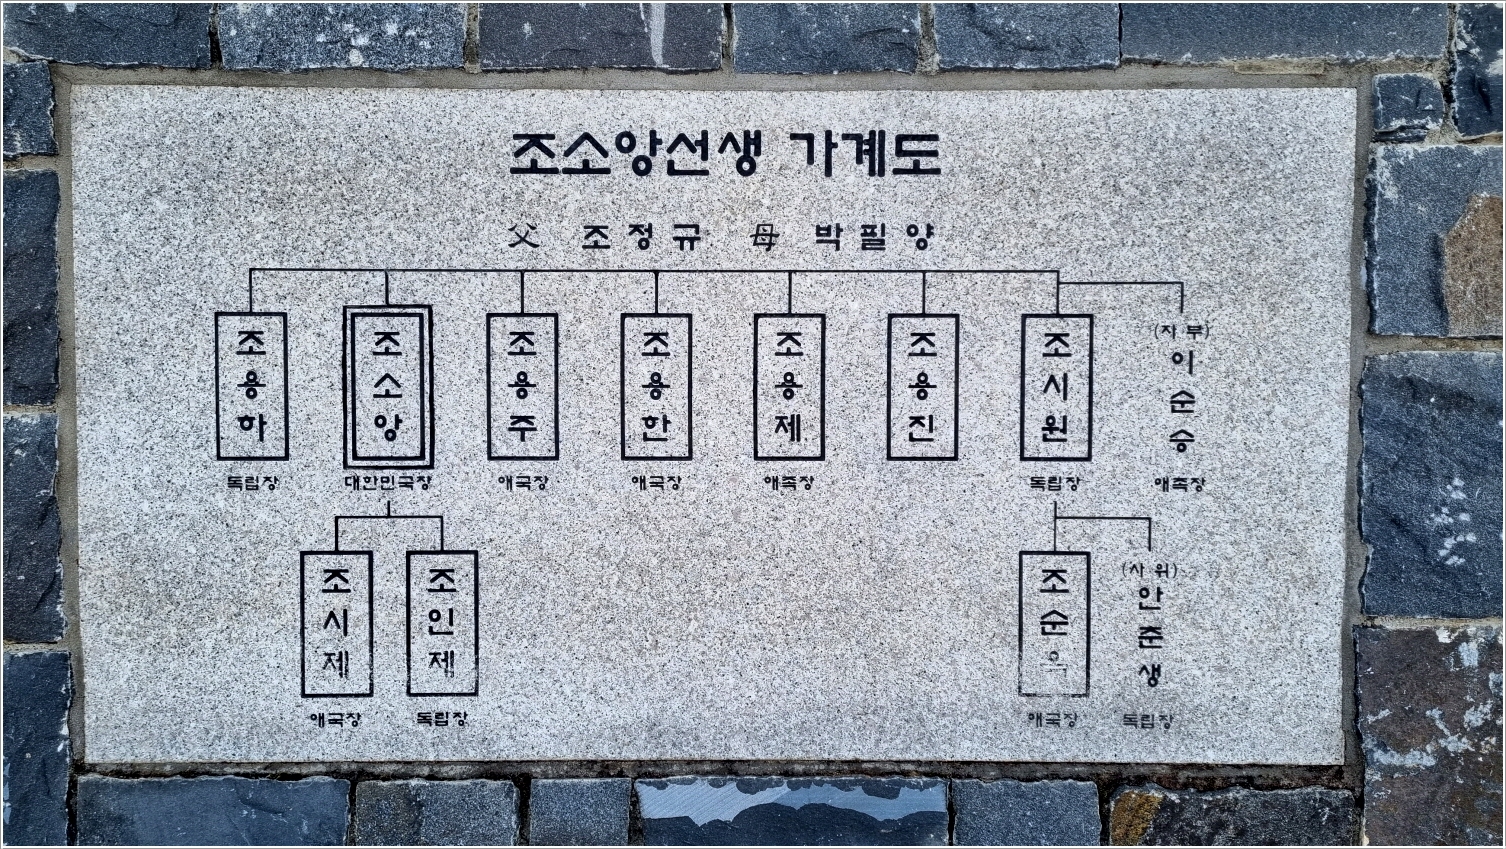 조소앙선생 가계도
父 조정규 母 박필양
조용하
독립장
조소앙
대한민국장
조용주
애국장
조용한
애국장
조용제
애족장
조용진
조시원
독립장
(자부)
이순승
애족장
조시제
애국장
조인제
독립장
조순옥
애국장
(사위)
안춘생
독립장